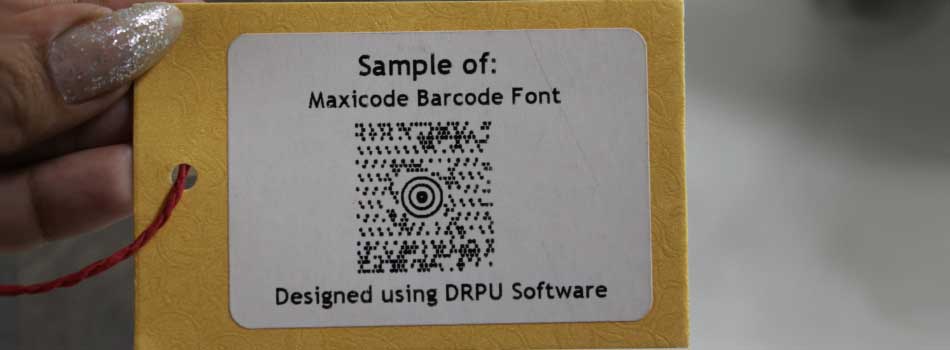 Sample of:
Maxicode Barcode Font
Designed using DRPU Software